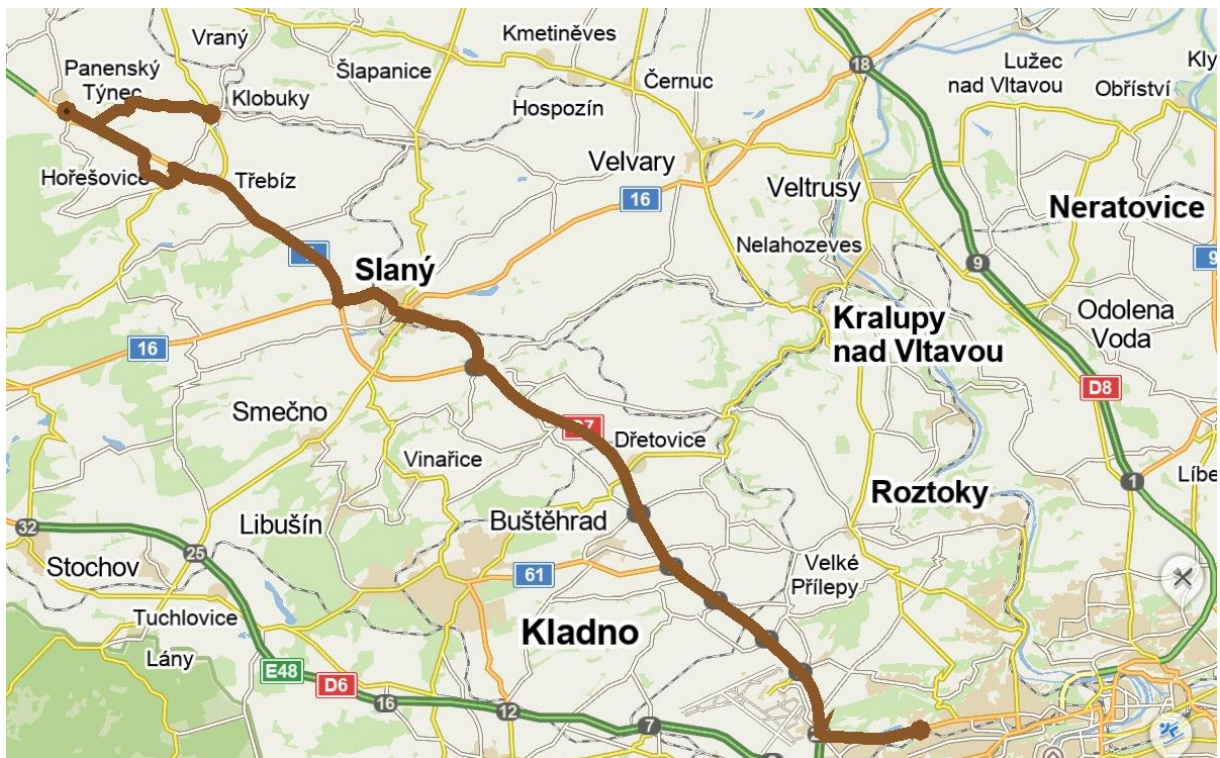 Vraný
Kmetiněves
Šlapanice
Černuc
18
Lužec
nad Vltavou
Obříství
Kly
Panenský
Týnec
Klobuky
Hospozín
Velvary
Veltrusy
Hořešovice
Třebíz
16
Neratovice
Nelahozeves
9
9
Slaný
Kralupy
nad Vltavou
Odolena
Voda
16
D8
Smečno
Dřetovice
Vinařice
Roztoky
1
Líbe
32
Libušín
Buštěhrad
25
Stochov
61
Velké
Přílepy
Tuchlovice
Kladno
Lány
E48
D6
16
12
7